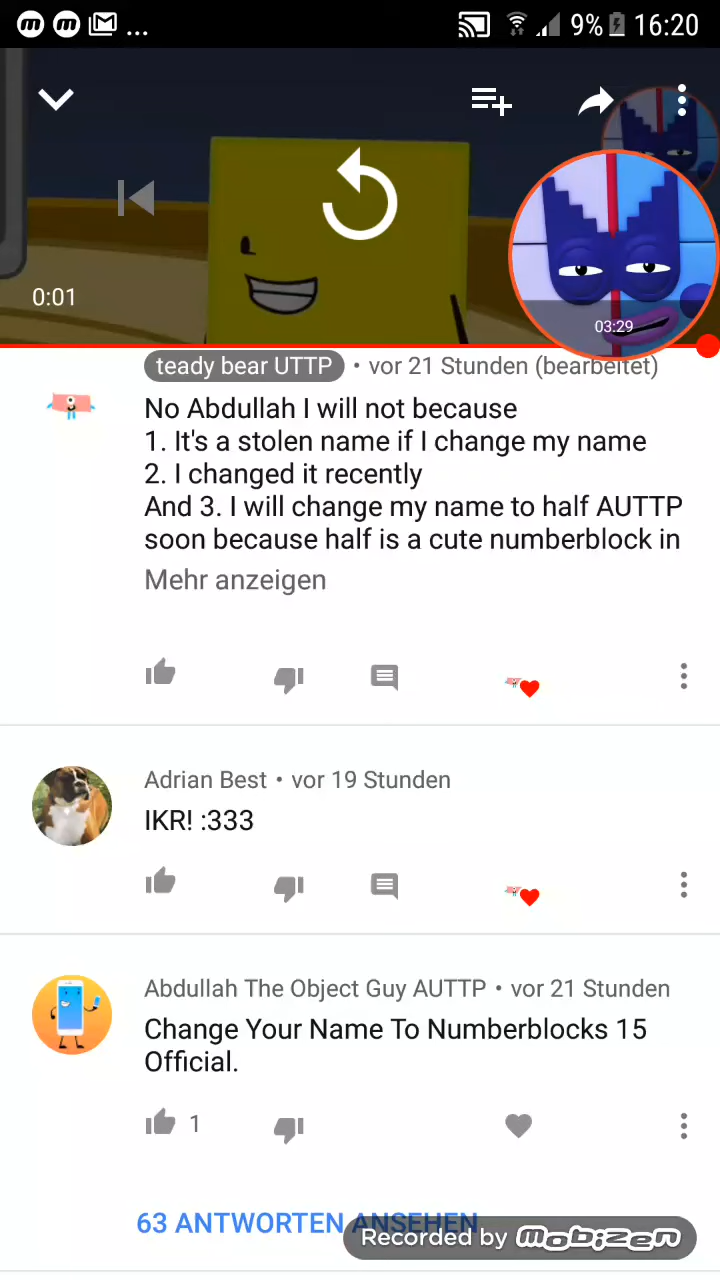 ... 9% 16:20
0:01
03:29
teady bear UTTP • vor 21 Stunden (bearbeitet)
No Abdullah I will not because
1. It's a stolen name if I change my name
2. I changed it recently
And 3. I will change my name to half AUTTP
soon because half is a cute numberblock in
Mehr anzeigen
Adrian Best • vor 19 Stunden
IKR! :333
Abdullah The Object Guy AUTTP • vor 21 Stunden
Change Your Name To Numberblocks 15
Official.
1
63 ANTWORTEN ANSEHEN
Recorded by mobizen